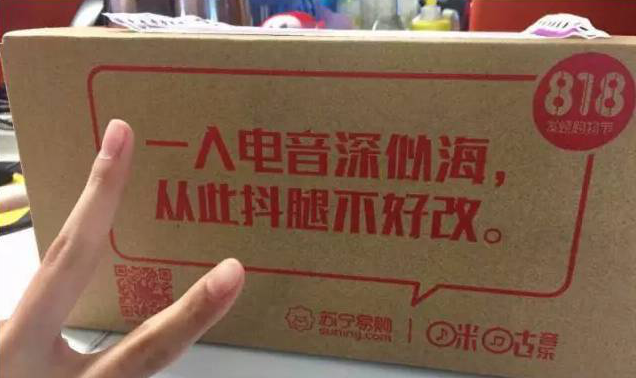 818
发烧购物节
一入电音深似海，
从此抖腿不好改。
苏宁易购
suning.com
咪咕音乐